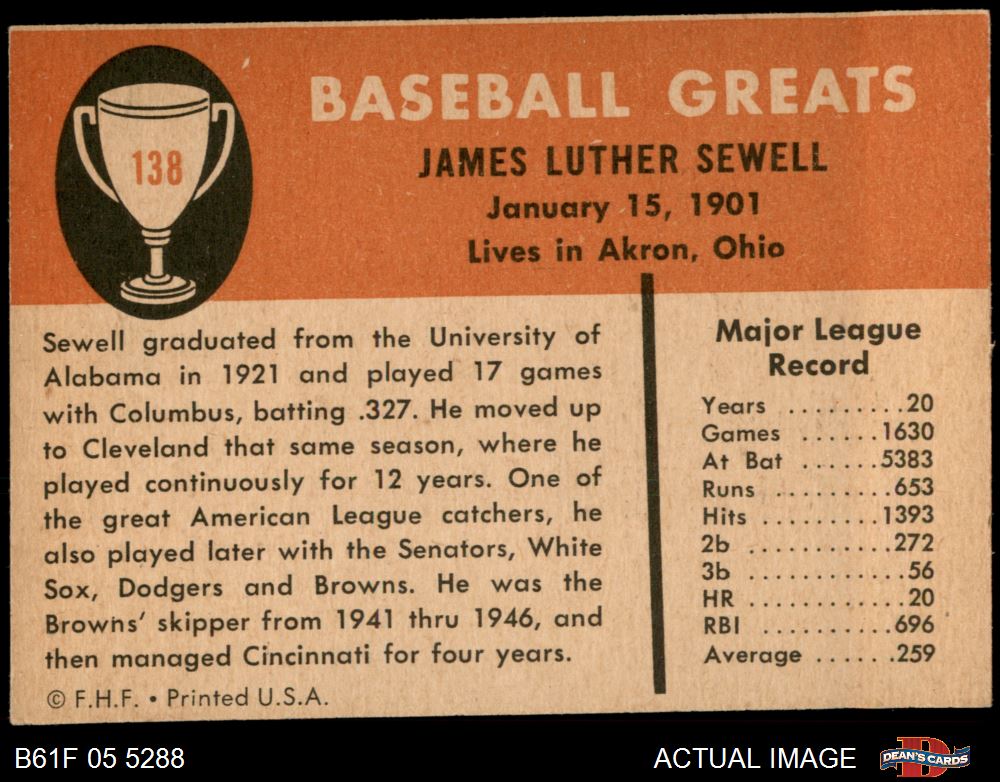 138
BASEBALL GREATS
JAMES LUTHER SEWELL
January 15, 1901
Lives in Akron, Ohio
Sewell graduated from the University of
Alabama in 1921 and played 17 games
with Columbus, batting .327. He moved up
to Cleveland that same season, where he
played continuously for 12 years. One of
the great American League catchers, he
also played later with the Senators, White
Sox, Dodgers and Browns. He was the
Browns' skipper from 1941 thru 1946, and
then managed Cincinnati for four years.
© F.H.F. • Printed U.S.A.
Major League
Record
Years .........20
Games ......1630
At Bat ......5383
Runs .........653
Hits .........1393
2b ...........272
3b ............56
HR ............20
RBI ..........696
Average ......259
B61F 05 5288
ACTUAL IMAGE
D
DEAN'S CARDS